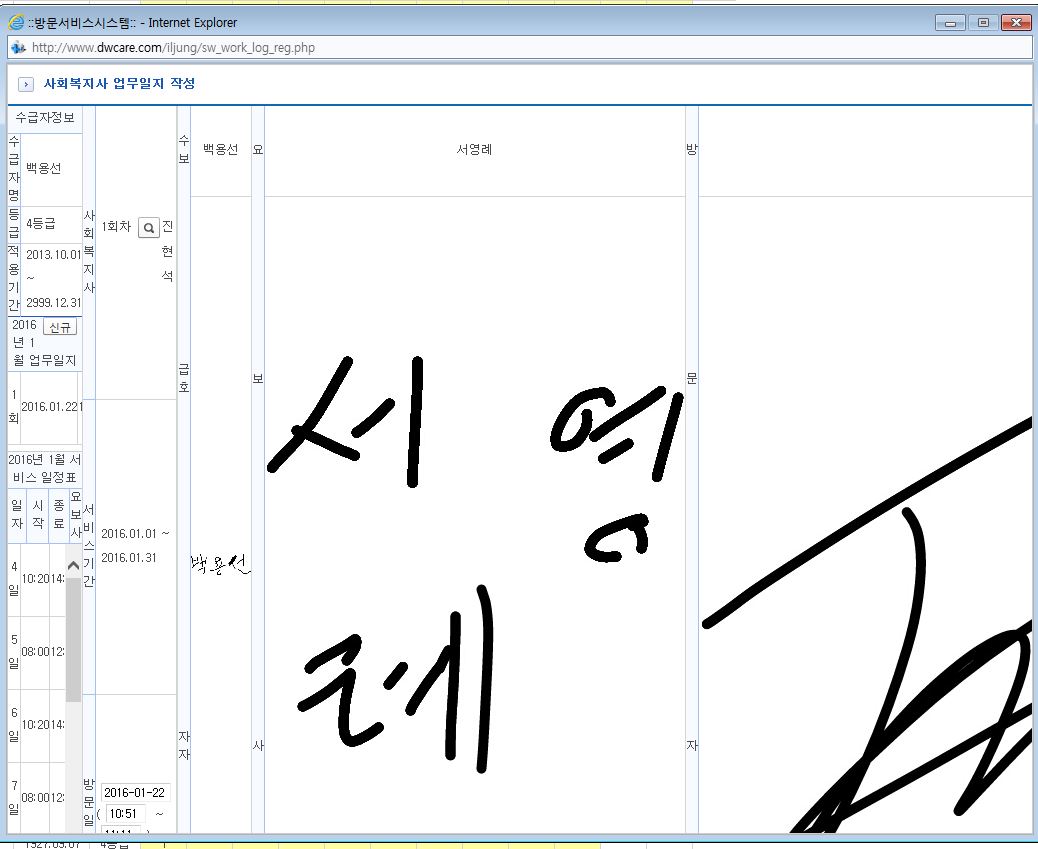 ::방문서비스시스템:: - Internet Explorer
http://www.dwcare.com/iljung/sw_work_log_reg.php
사회복지사 업무일지 작성
수급자정보
수급자명
백용선
등급
4등급
적용기간
2013.10.01
~
2999.12.31
2016
신규
년 1
월 업무일지
1
회
2016.01.221
2016년 1월 서
비스 일정표
일자
시작
종료
요보사
4
일
10:20
14:
5
일
08:00
12:
6
일
10:20
14:
7
일
08:00
12:
사회복지사
1회차
진
현
석
서비스기간
2016.01.01 ~
2016.01.31
방문일
2016-01-22
( 10:51 ~
11:11 )
수
보
급
호
자
자
백용선
백용선
요
보
사
서영례
서 영
례
방
문
자
4등급
1